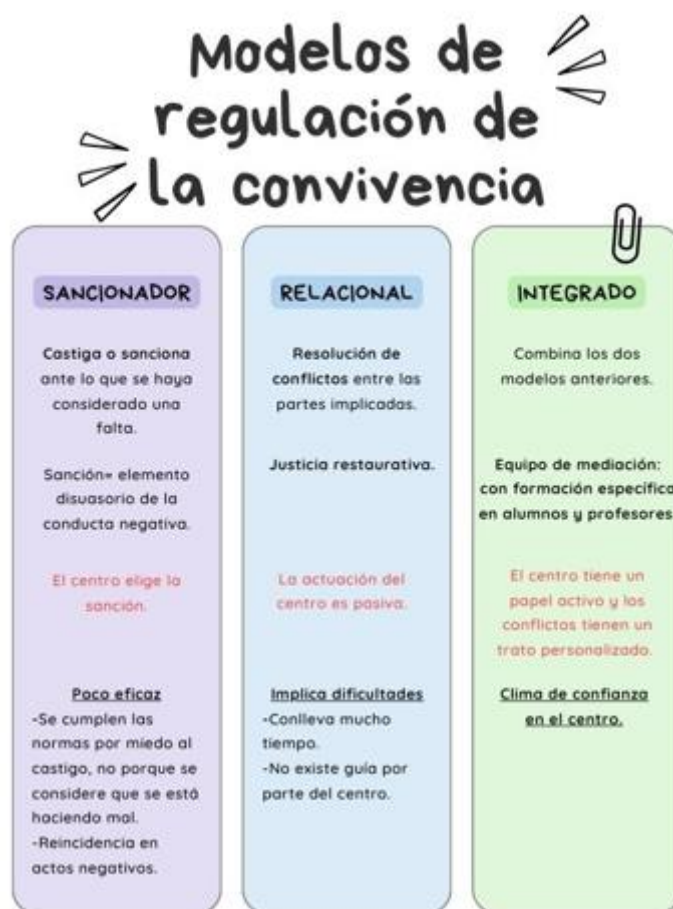 Modelos de
regulación de
la convivencia
SANCIONADOR
Castiga o sanciona
ante lo que se haya
considerado una
falta.
Sanción= elemento
disuasorio de la
conducta negativa.
El centro elige la
sanción.
Poco eficaz
-Se cumplen las
normas por miedo al
castigo, no porque se
considere que se está
haciendo mal.
-Reincidencia en
actos negativos.
RELACIONAL
Resolución de
conflictos entre las
partes implicadas.
Justicia restaurativa.
La actuación del
centro es pasiva.
Implica dificultades
-Conlleva mucho
tiempo.
-No existe guía por
parte del centro.
INTEGRADO
Combina los dos
modelos anteriores.
Equipo de mediación:
con formación específica
en alumnos y profesores
El centro tiene un
papel activo y los
conflictos tienen un
trato personalizado.
Clima de confianza
en el centro.